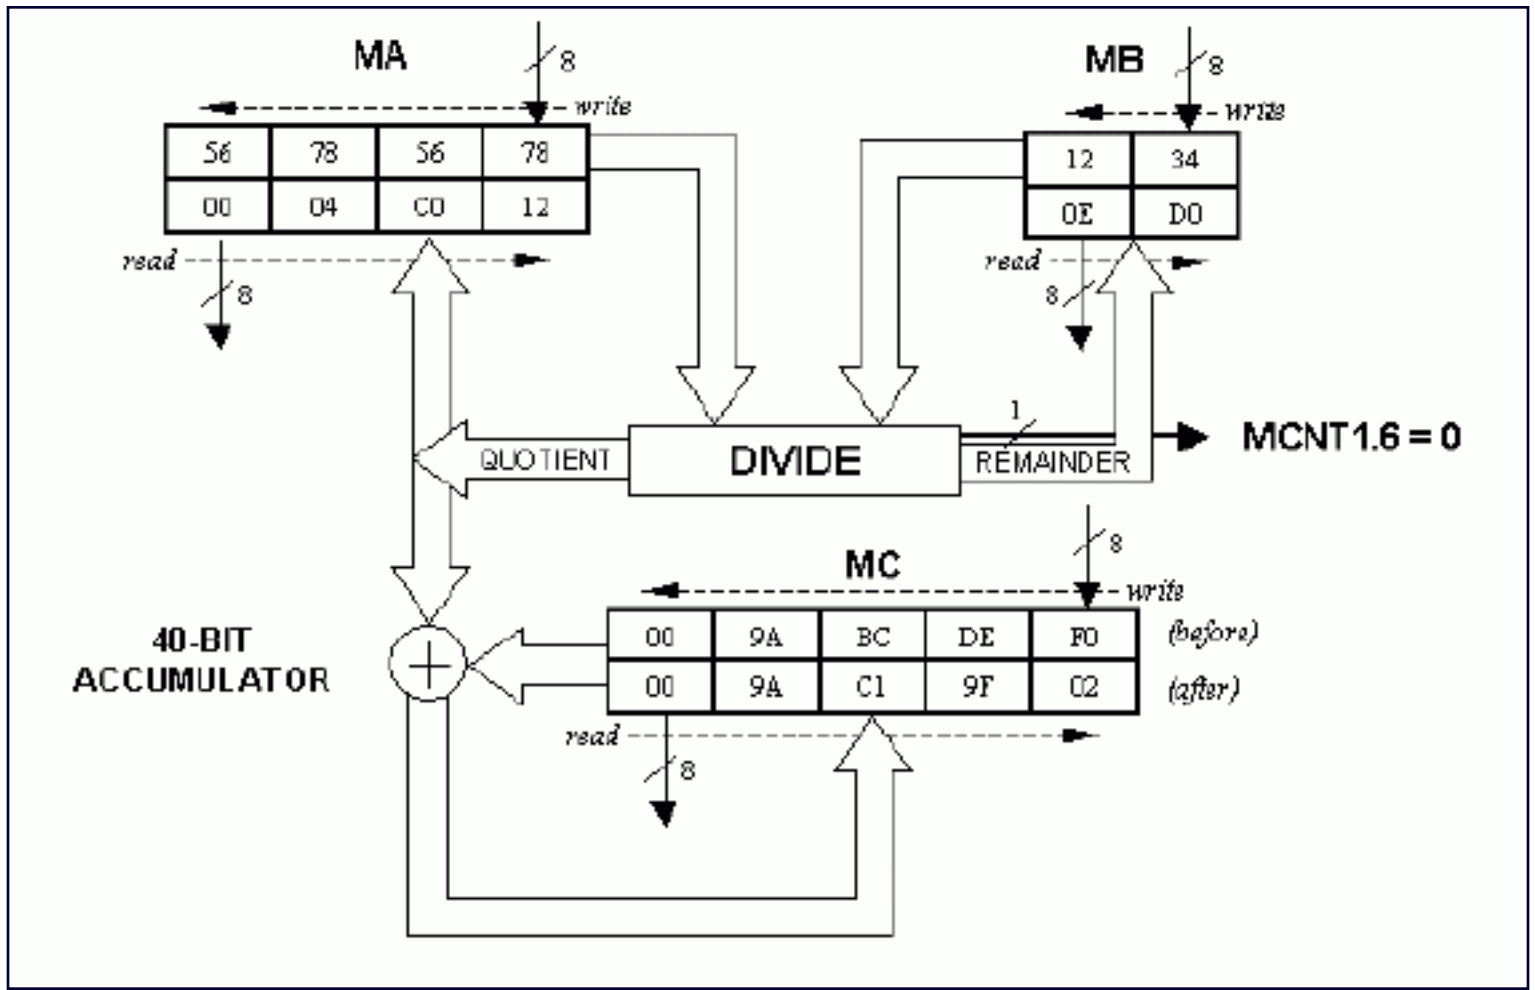 MA
8
write
56 78 56 78
00 04 C0 12
read
8
MB
8
write
12 34
0E D0
read
8
QUOTIENT
DIVIDE
1
REMAINDER
MCNT1.6 = 0
40-BIT
ACCUMULATOR
MC
8
write
00 9A BC DE F0 (before)
00 9A C1 9F 02 (after)
read
8